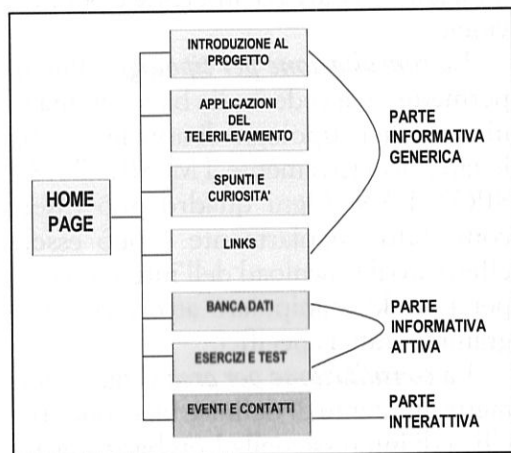 HOME
PAGE
INTRODUZIONE AL
PROGETTO
APPLICAZIONI
DEL
TELERILEVAMENTO
SPUNTI E
CURIOSITA'
LINKS
BANCA DATI
ESERCIZI E TEST
EVENTI E CONTATTI
PARTE
INFORMATIVA
GENERICA
PARTE
INFORMATIVA
ATTIVA
PARTE
INTERATTIVA